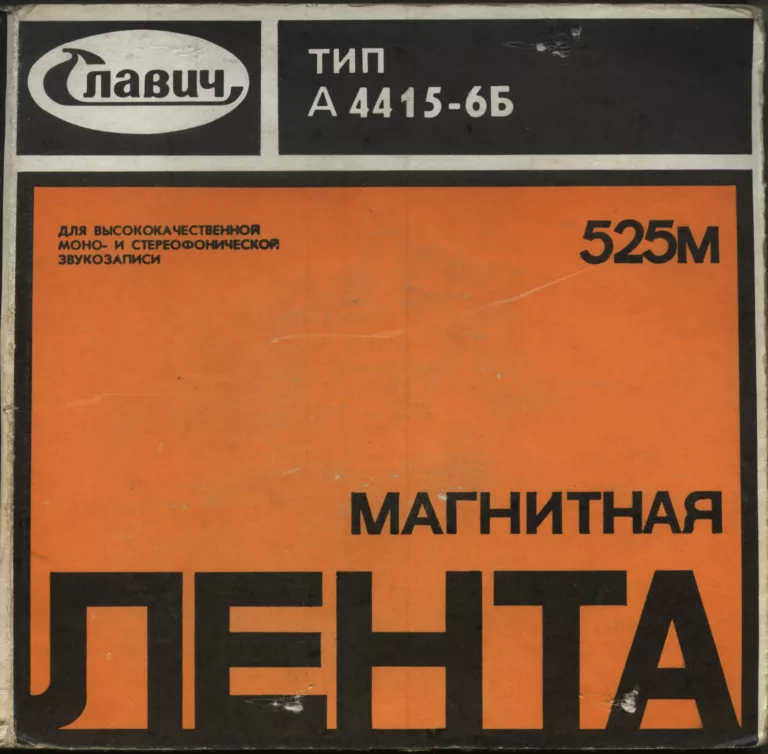 Славич
ТИП
А 4415-6Б
ДЛЯ ВЫСОКОКАЧЕСТВЕННОЙ
МОНО- И СТЕРЕОФОНИЧЕСКОЙ
ЗВУКОЗАПИСИ
525М
МАГНИТНАЯ
ЛЕНТА